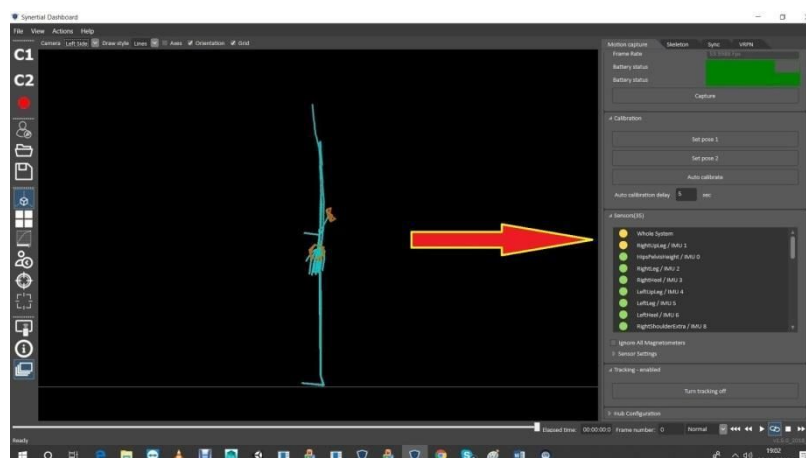 Synertial Dashboard
File View Actions Help
Camera Left Side Draw style Lines Axes Orientation Grid
C1
C2
Motion capture Skeleton Sync VRPN
Frame Rate
Battery status
Battery status
Capture
Calibration
Set pose 1
Set pose 2
Auto calibrate
Auto calibration delay 5 sec
Sensors(35)
Whole System
RightUpLeg / IMU 1
HipsPelvisHeight / IMU 0
RightLeg / IMU 2
RightHeel / IMU 3
LeftUpLeg / IMU 4
LeftLeg / IMU 5
LeftHeel / IMU 6
RightShoulderExtra / IMU 8
Ignore All Magnetometers
Sensor Settings
Tracking - enabled
Turn tracking off
Hub Configuration
Elapsed time: 00:00:00:0 Frame number: 0 Normal
Ready
19:02